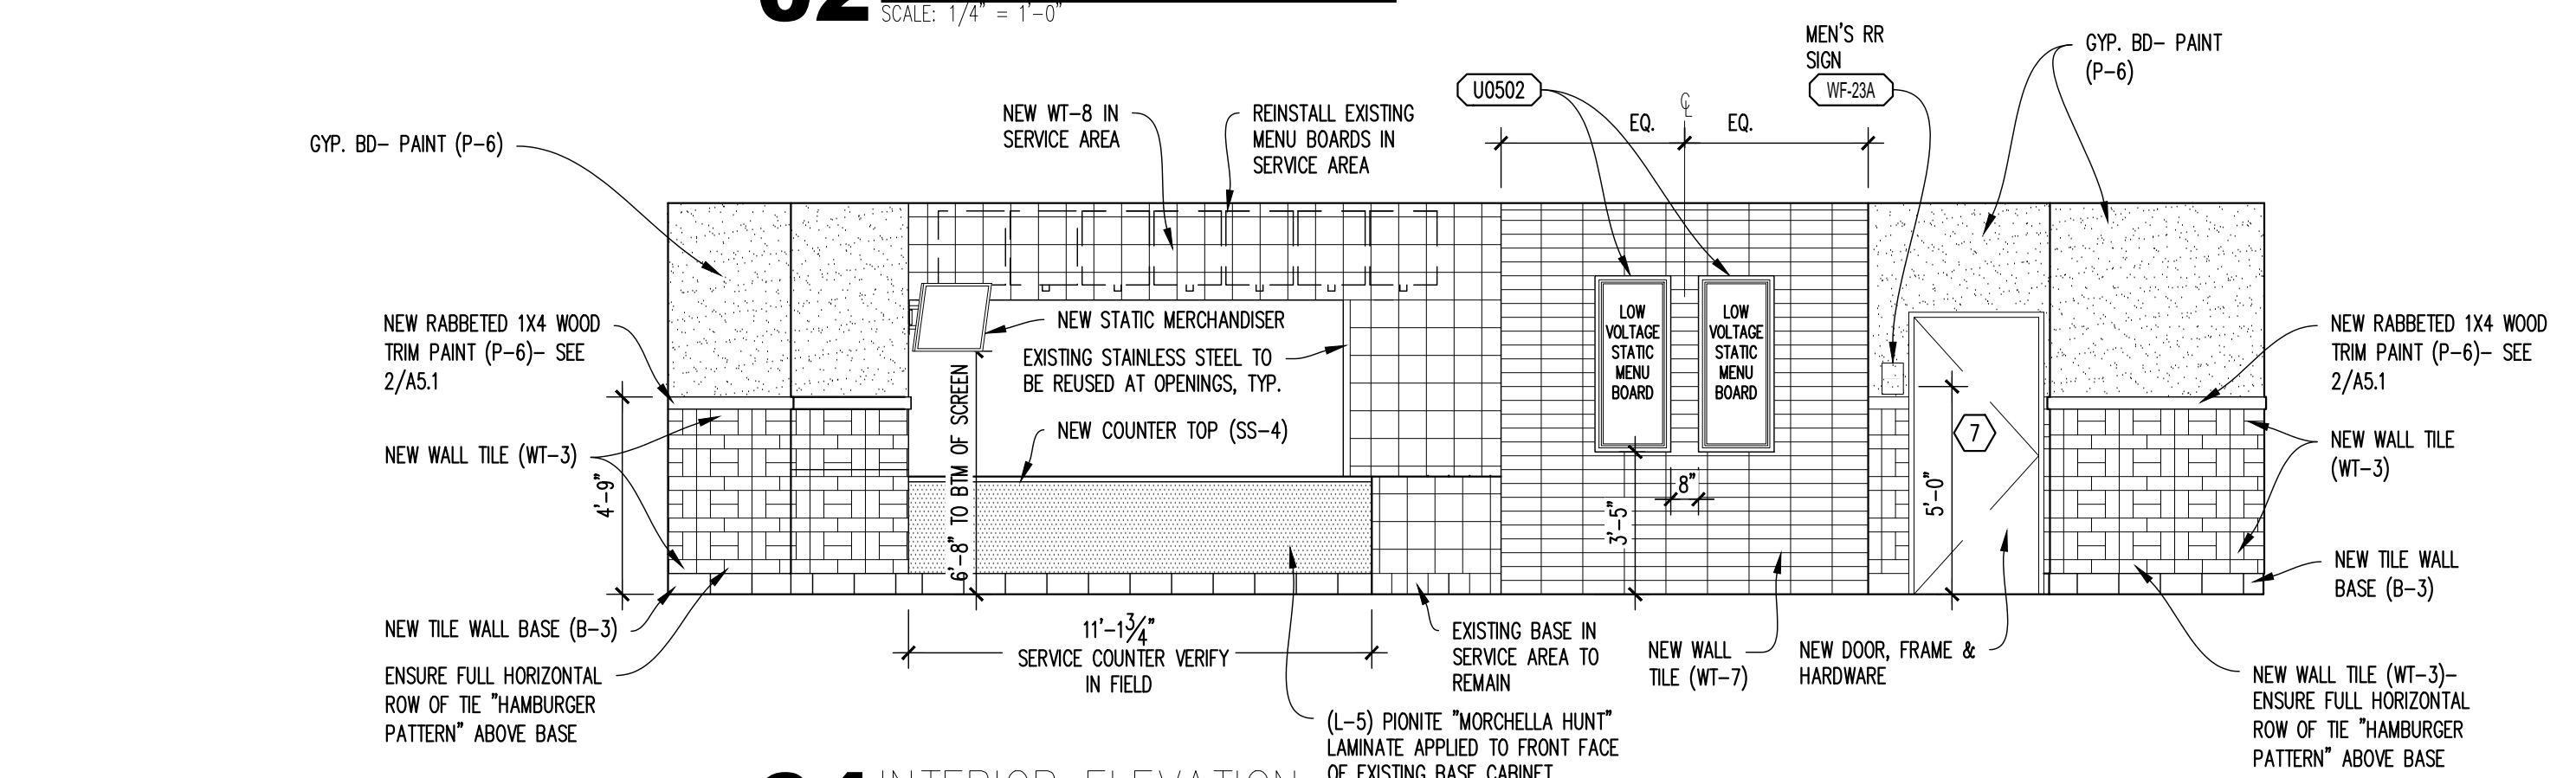 02
SCALE: 1/4" = 1'-0"
MEN'S RR
SIGN
WF-23A
GYP. BD- PAINT
(P-6)
U0502
EQ.
EQ.
NEW WT-8 IN
SERVICE AREA
REINSTALL EXISTING
MENU BOARDS IN
SERVICE AREA
GYP. BD- PAINT (P-6)
NEW RABBETED 1X4 WOOD
TRIM PAINT (P-6)- SEE
2/A5.1
NEW WALL TILE (WT-3)
4'-9"
NEW TILE WALL BASE (B-3)
ENSURE FULL HORIZONTAL
ROW OF TIE "HAMBURGER
PATTERN" ABOVE BASE
NEW STATIC MERCHANDISER
EXISTING STAINLESS STEEL TO
BE REUSED AT OPENINGS, TYP.
NEW COUNTER TOP (SS-4)
6'-8" TO BTM OF SCREEN
11'-1 3/4"
SERVICE COUNTER VERIFY
IN FIELD
LOW
VOLTAGE
STATIC
MENU
BOARD
LOW
VOLTAGE
STATIC
MENU
BOARD
8"
3'-5"
7
5'-0"
EXISTING BASE IN
SERVICE AREA TO
REMAIN
(L-5) PIONITE "MORCHELLA HUNT"
LAMINATE APPLIED TO FRONT FACE
OF EXISTING BASE CABINET
NEW WALL
TILE (WT-7)
NEW DOOR, FRAME &
HARDWARE
NEW RABBETED 1X4 WOOD
TRIM PAINT (P-6)- SEE
2/A5.1
NEW WALL TILE
(WT-3)
NEW TILE WALL
BASE (B-3)
NEW WALL TILE (WT-3)-
ENSURE FULL HORIZONTAL
ROW OF TIE "HAMBURGER
PATTERN" ABOVE BASE
INTERIOR ELEVATION